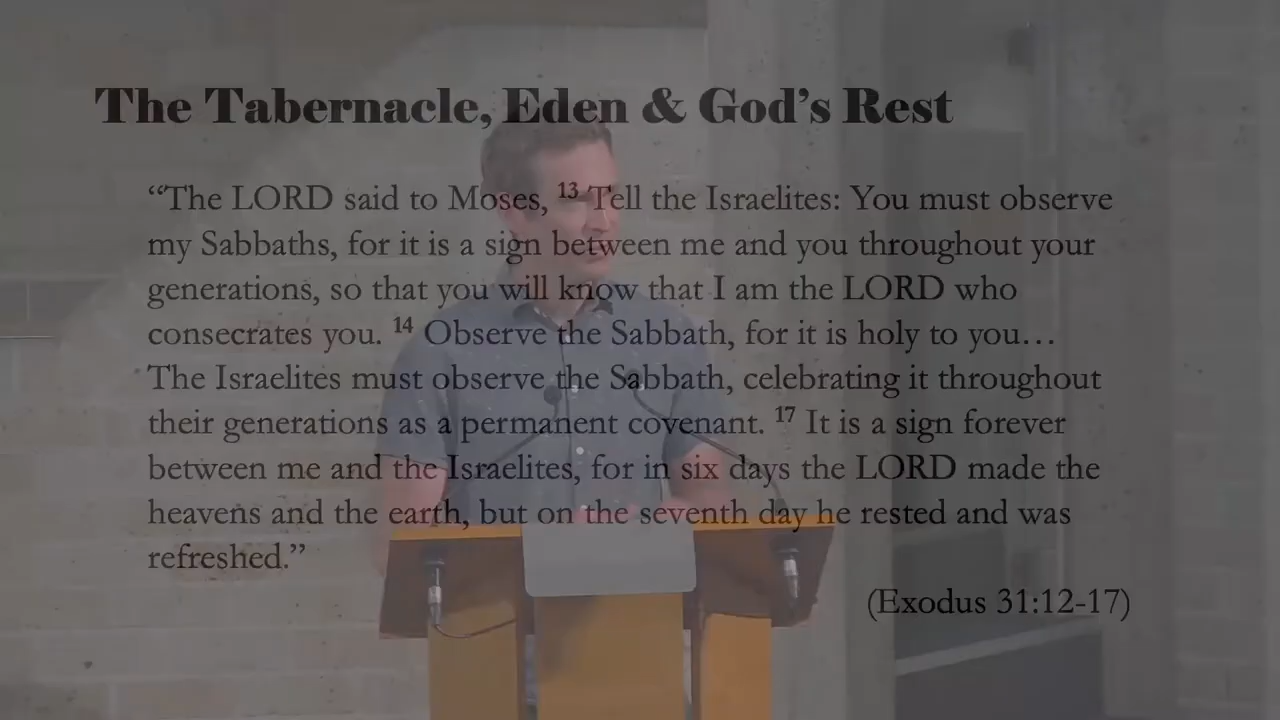 The Tabernacle, Eden & God’s Rest
“The LORD said to Moses, 13 Tell the Israelites: You must observe
my Sabbaths, for it is a sign between me and you throughout your
generations, so that you will know that I am the LORD who
consecrates you. 14 Observe the Sabbath, for it is holy to you…
The Israelites must observe the Sabbath, celebrating it throughout
their generations as a permanent covenant. 17 It is a sign forever
between me and the Israelites, for in six days the LORD made the
heavens and the earth, but on the seventh day he rested and was
refreshed.”
(Exodus 31:12-17)